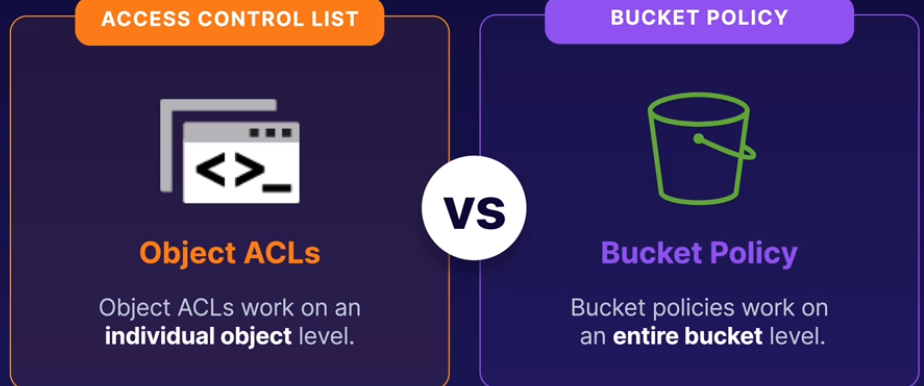 ACCESS CONTROL LIST
<>_
Object ACLs
Object ACLs work on an
individual object level.
VS
BUCKET POLICY
Bucket Policy
Bucket policies work on
an entire bucket level.